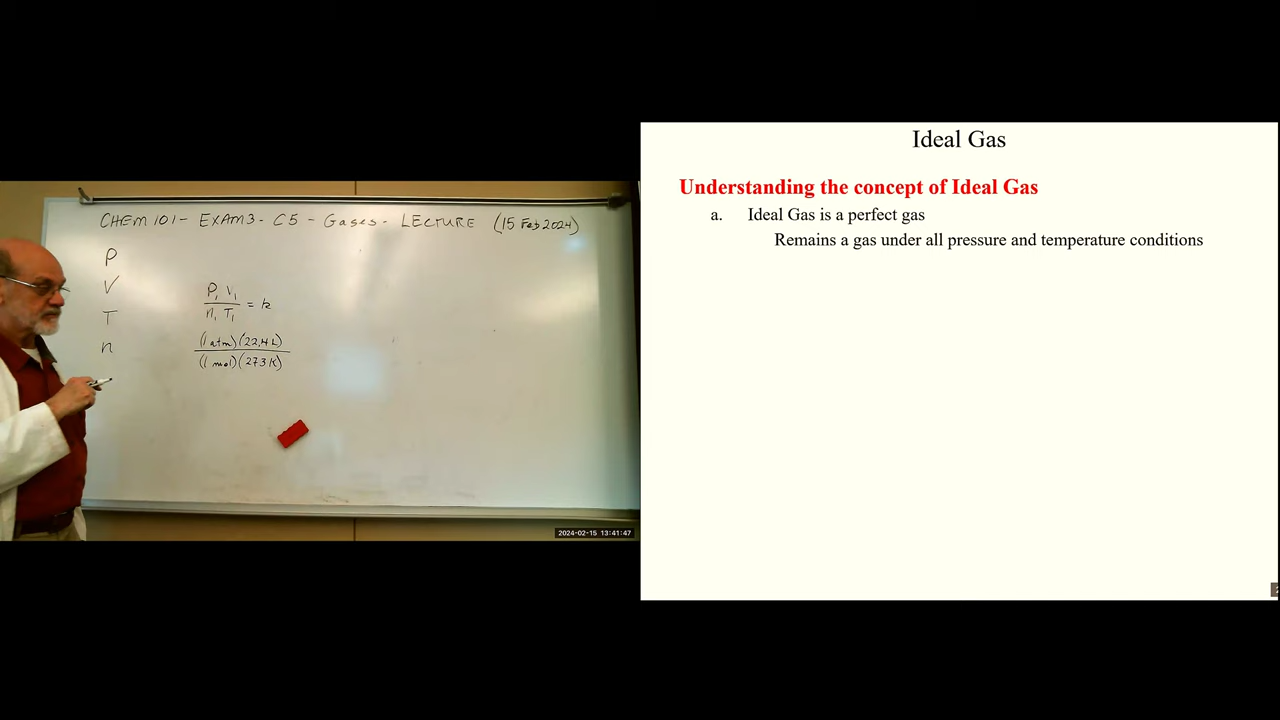 CHEM 101 - EXAM 3 - C5 - Gases - LECTURE (15 Feb 2024)
P
V
T
n
P₁ V₁
n₁ T₁
= k
(1 atm)(22.4L)
(1 mol)(273K)
2024-02-15 13:41:47
Ideal Gas
Understanding the concept of Ideal Gas
a. Ideal Gas is a perfect gas
Remains a gas under all pressure and temperature conditions